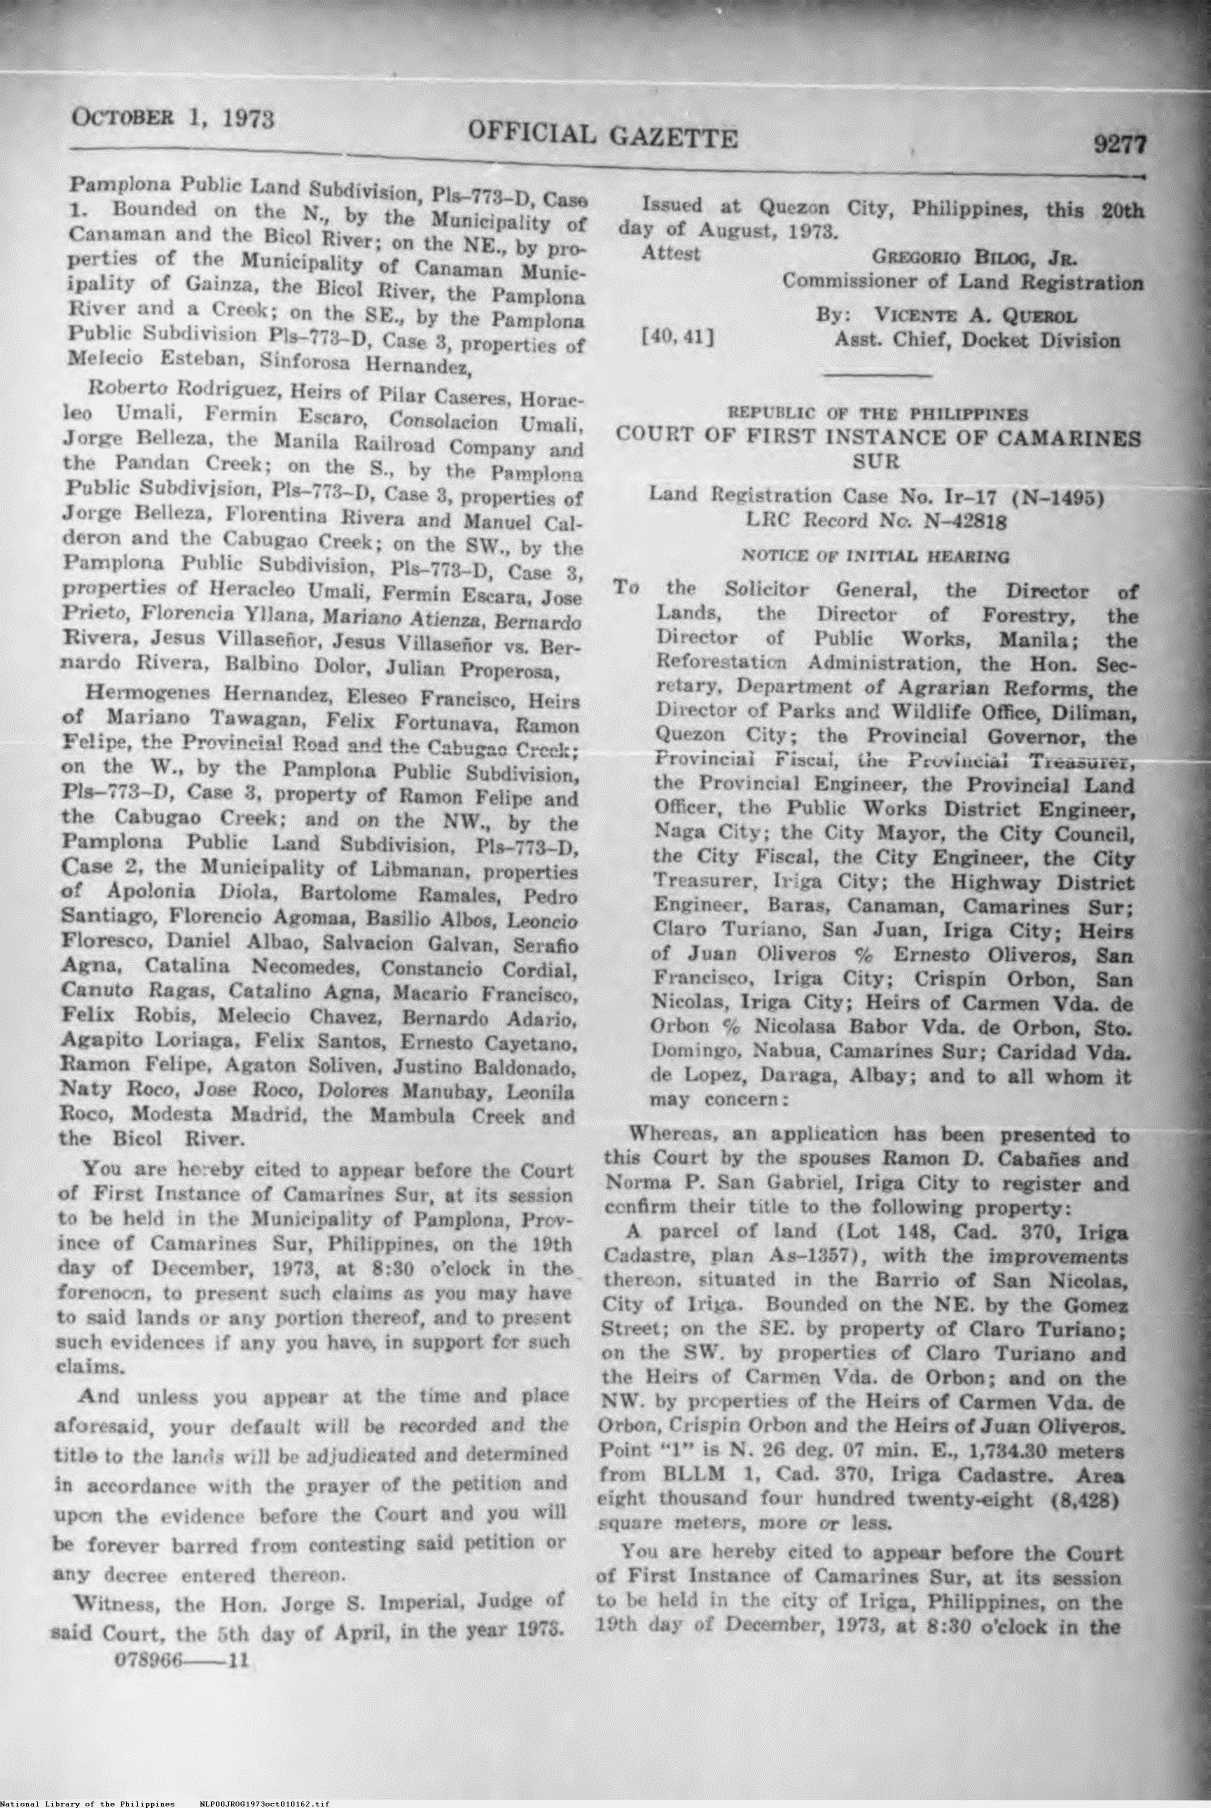 OCTOBER 1, 1973
OFFICIAL GAZETTE
9277
Pamplona Public Land Subdivision, Pls-773-D, Case
1. Bounded on the N., by the Municipality of
Canaman and the Bicol River; on the NE., by pro-
perties of the Municipality of Canaman Munic-
ipality of Gainza, the Bicol River, the Pamplona
River and a Creek; on the SE., by the Pamplona
Public Subdivision Pls-773-D, Case 3, properties of
Melecio Esteban, Sinforosa Hernandez,
Roberto Rodriguez, Heirs of Pilar Caseres, Horac-
leo Umali, Fermin Escaro, Consolacion Umali,
Jorge Belleza, the Manila Railroad Company and
the Pandan Creek; on the S., by the Pamplona
Public Subdivision, Pls-773-D, Case 3, properties of
Jorge Belleza, Florentina Rivera and Manuel Cal-
deron and the Cabugao Creek; on the SW., by the
Pamplona Public Subdivision, Pls-773-D, Case 3,
properties of Heracleo Umali, Fermin Escara, Jose
Prieto, Florencia Yllana, Mariano Atienza, Bernardo
Rivera, Jesus Villaseñor, Jesus Villaseñor vs. Ber-
nardo Rivera, Balbino Dolor, Julian Properosa,
Hermogenes Hernandez, Eleseo Francisco, Heirs
of Mariano Tawagan, Felix Fortunava, Ramon
Felipe, the Provincial Road and the Cabugao Creek;
on the W., by the Pamplona Public Subdivision,
Pls-773-D, Case 3, property of Ramon Felipe and
the Cabugao Creek; and on the NW., by the
Pamplona Public Land Subdivision, Pls-773-D,
Case 2, the Municipality of Libmanan, properties
of Apolonia Diola, Bartolome Ramales, Pedro
Santiago, Florencio Agomaa, Basilio Albos, Leoncio
Floresco, Daniel Albao, Salvacion Galvan, Serafio
Agna, Catalina Necomedes, Constancio Cordial,
Canuto Ragas, Catalino Agna, Macario Francisco,
Felix Robis, Melecio Chavez, Bernardo Adario,
Agapito Loriaga, Felix Santos, Ernesto Cayetano,
Ramon Felipe, Agaton Soliven, Justino Baldonado,
Naty Roco, Jose Roco, Dolores Manubay, Leonila
Roco, Modesta Madrid, the Mambula Creek and
the Bicol River.
You are hereby cited to appear before the Court
of First Instance of Camarines Sur, at its session
to be held in the Municipality of Pamplona, Prov-
ince of Camarines Sur, Philippines, on the 19th
day of December, 1973, at 8:30 o'clock in the
forenoon, to present such claims as you may have
to said lands or any portion thereof, and to present
such evidences if any you have, in support for such
claims.
And unless you appear at the time and place
aforesaid, your default will be recorded and the
title to the lands will be adjudicated and determined
in accordance with the prayer of the petition and
upon the evidence before the Court and you will
be forever barred from contesting said petition or
any decree entered thereon.
Witness, the Hon. Jorge S. Imperial, Judge of
said Court, the 5th day of April, in the year 1973.
078966——11
Issued at Quezon City, Philippines, this 20th
day of August, 1973.
Attest GREGORIO BILOG, JR.
Commissioner of Land Registration
By: VICENTE A. QUEROL
[40, 41] Asst. Chief, Docket Division
REPUBLIC OF THE PHILIPPINES
COURT OF FIRST INSTANCE OF CAMARINES
SUR
Land Registration Case No. Ir-17 (N-1495)
LRC Record No. N-42818
NOTICE OF INITIAL HEARING
To the Solicitor General, the Director of
Lands, the Director of Forestry, the
Director of Public Works, Manila; the
Reforestation Administration, the Hon. Sec-
retary, Department of Agrarian Reforms, the
Director of Parks and Wildlife Office, Diliman,
Quezon City; the Provincial Governor, the
Provincial Fiscal, the Provincial Treasurer,
the Provincial Engineer, the Provincial Land
Officer, the Public Works District Engineer,
Naga City; the City Mayor, the City Council,
the City Fiscal, the City Engineer, the City
Treasurer, Iriga City; the Highway District
Engineer, Baras, Canaman, Camarines Sur;
Claro Turiano, San Juan, Iriga City; Heirs
of Juan Oliveros % Ernesto Oliveros, San
Francisco, Iriga City; Crispin Orbon, San
Nicolas, Iriga City; Heirs of Carmen Vda. de
Orbon % Nicolasa Babor Vda. de Orbon, Sto.
Domingo, Nabua, Camarines Sur; Caridad Vda.
de Lopez, Daraga, Albay; and to all whom it
may concern:
Whereas, an application has been presented to
this Court by the spouses Ramon D. Cabañes and
Norma P. San Gabriel, Iriga City to register and
confirm their title to the following property:
A parcel of land (Lot 148, Cad. 370, Iriga
Cadastre, plan As-1357), with the improvements
thereon, situated in the Barrio of San Nicolas,
City of Iriga. Bounded on the NE. by the Gomez
Street; on the SE. by property of Claro Turiano;
on the SW. by properties of Claro Turiano and
the Heirs of Carmen Vda. de Orbon; and on the
NW. by properties of the Heirs of Carmen Vda. de
Orbon, Crispin Orbon and the Heirs of Juan Oliveros.
Point "1" is N. 26 deg. 07 min. E., 1,734.30 meters
from BLLM 1, Cad. 370, Iriga Cadastre. Area
eight thousand four hundred twenty-eight (8,428)
square meters, more or less.
You are hereby cited to appear before the Court
of First Instance of Camarines Sur, at its session
to be held in the city of Iriga, Philippines, on the
19th day of December, 1973, at 8:30 o'clock in the
National Library of the Philippines NLP00JR0G1973oct010162.tif